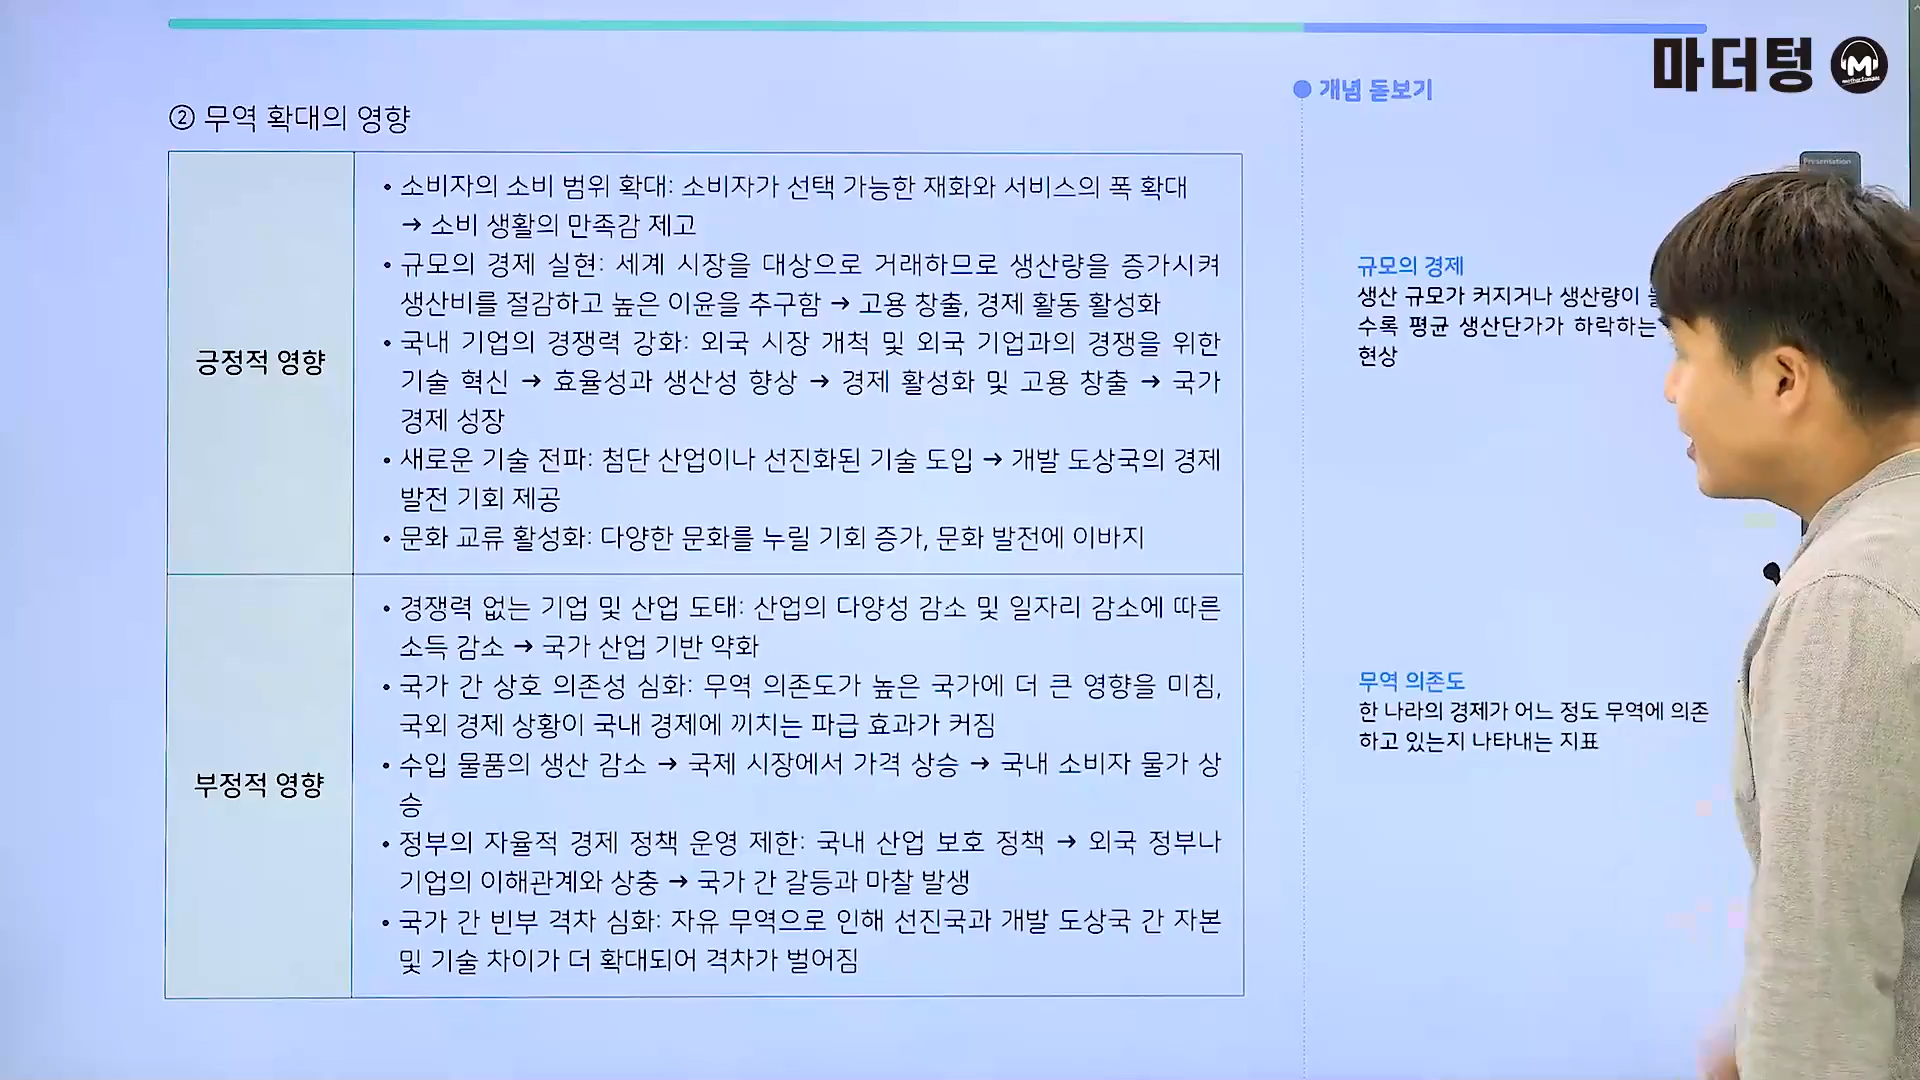 마더텅
② 무역 확대의 영향
긍정적 영향
• 소비자의 소비 범위 확대: 소비자가 선택 가능한 재화와 서비스의 폭 확대
→ 소비 생활의 만족감 제고
• 규모의 경제 실현: 세계 시장을 대상으로 거래하므로 생산량을 증가시켜
생산비를 절감하고 높은 이윤을 추구함 → 고용 창출, 경제 활동 활성화
• 국내 기업의 경쟁력 강화: 외국 시장 개척 및 외국 기업과의 경쟁을 위한
기술 혁신 → 효율성과 생산성 향상 → 경제 활성화 및 고용 창출 → 국가
경제 성장
• 새로운 기술 전파: 첨단 산업이나 선진화된 기술 도입 → 개발 도상국의 경제
발전 기회 제공
• 문화 교류 활성화: 다양한 문화를 누릴 기회 증가, 문화 발전에 이바지
부정적 영향
• 경쟁력 없는 기업 및 산업 도태: 산업의 다양성 감소 및 일자리 감소에 따른
소득 감소 → 국가 산업 기반 약화
• 국가 간 상호 의존성 심화: 무역 의존도가 높은 국가에 더 큰 영향을 미침,
국외 경제 상황이 국내 경제에 끼치는 파급 효과가 커짐
• 수입 물품의 생산 감소 → 국제 시장에서 가격 상승 → 국내 소비자 물가 상
승
• 정부의 자율적 경제 정책 운영 제한: 국내 산업 보호 정책 → 외국 정부나
기업의 이해관계와 상충 → 국가 간 갈등과 마찰 발생
• 국가 간 빈부 격차 심화: 자유 무역으로 인해 선진국과 개발 도상국 간 자본
및 기술 차이가 더 확대되어 격차가 벌어짐
개념 돋보기
Presentation
규모의 경제
생산 규모가 커지거나 생산량이
수록 평균 생산단가가 하락하는
현상
무역 의존도
한 나라의 경제가 어느 정도 무역에 의존
하고 있는지 나타내는 지표